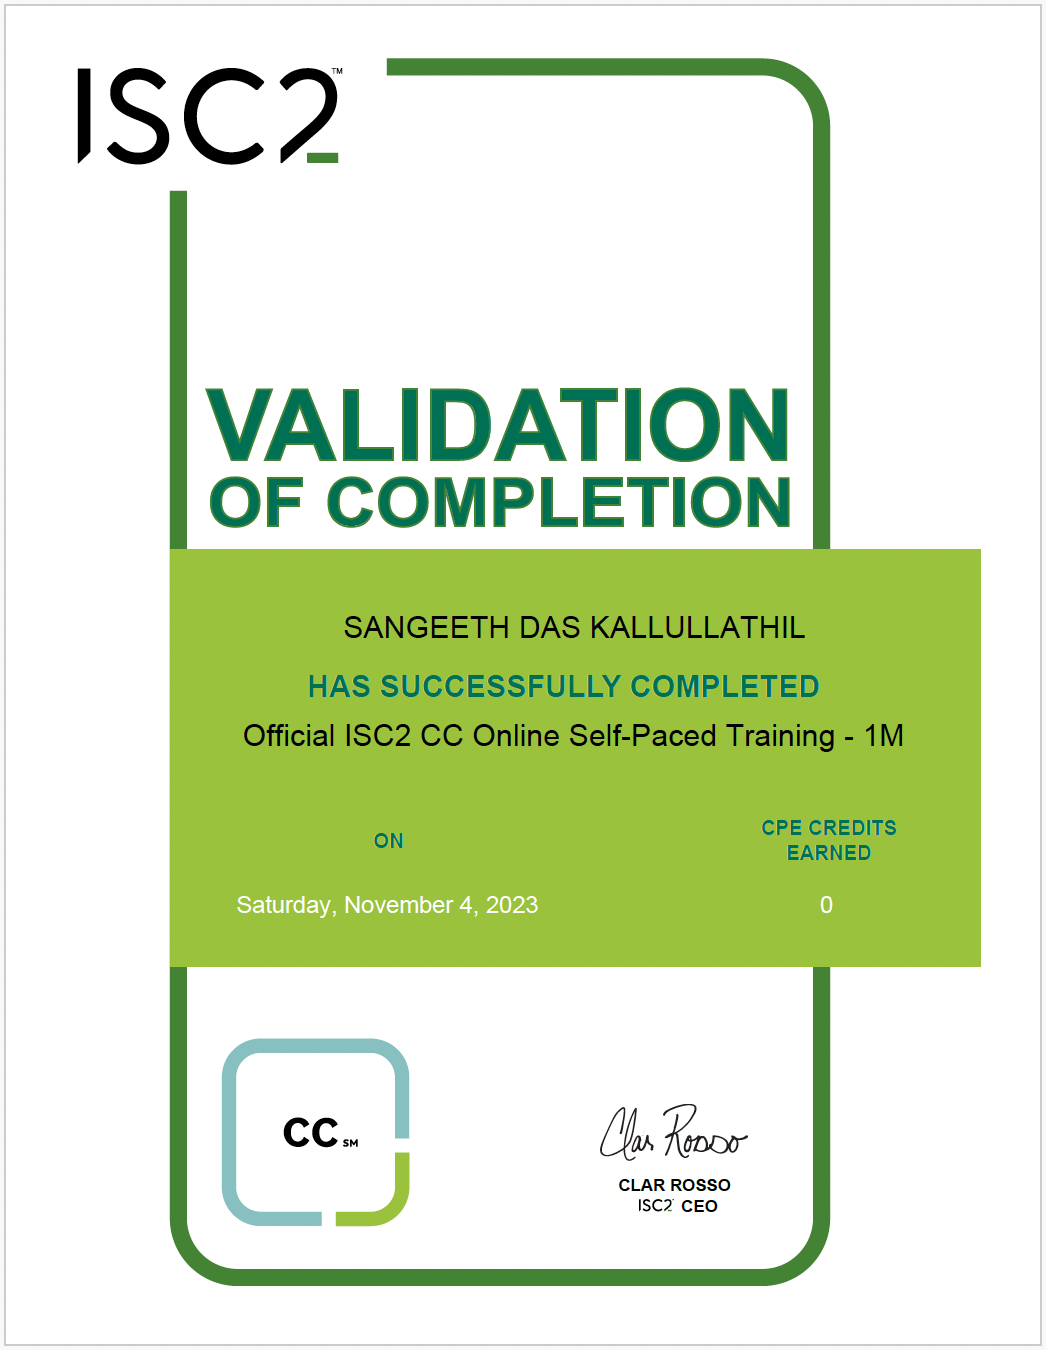 ISC2™
VALIDATION
OF COMPLETION
SANGEETH DAS KALLULLATHIL
HAS SUCCESSFULLY COMPLETED
Official ISC2 CC Online Self-Paced Training - 1M
ON
CPE CREDITS
EARNED
Saturday, November 4, 2023
0
CC SM
Clar Rosso
CLAR ROSSO
ISC2 CEO